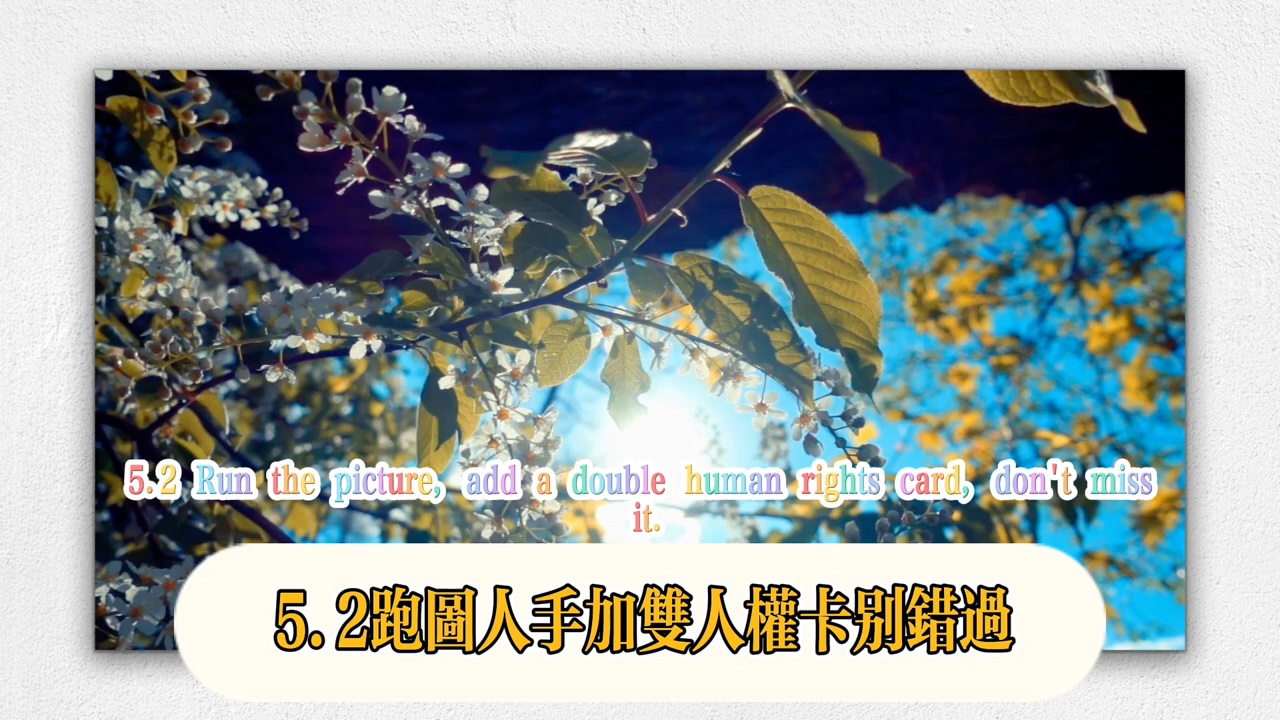 5.2 Run the picture, add a double human rights card, don't miss
it.
5.2跑圖人手加雙人權卡别錯過